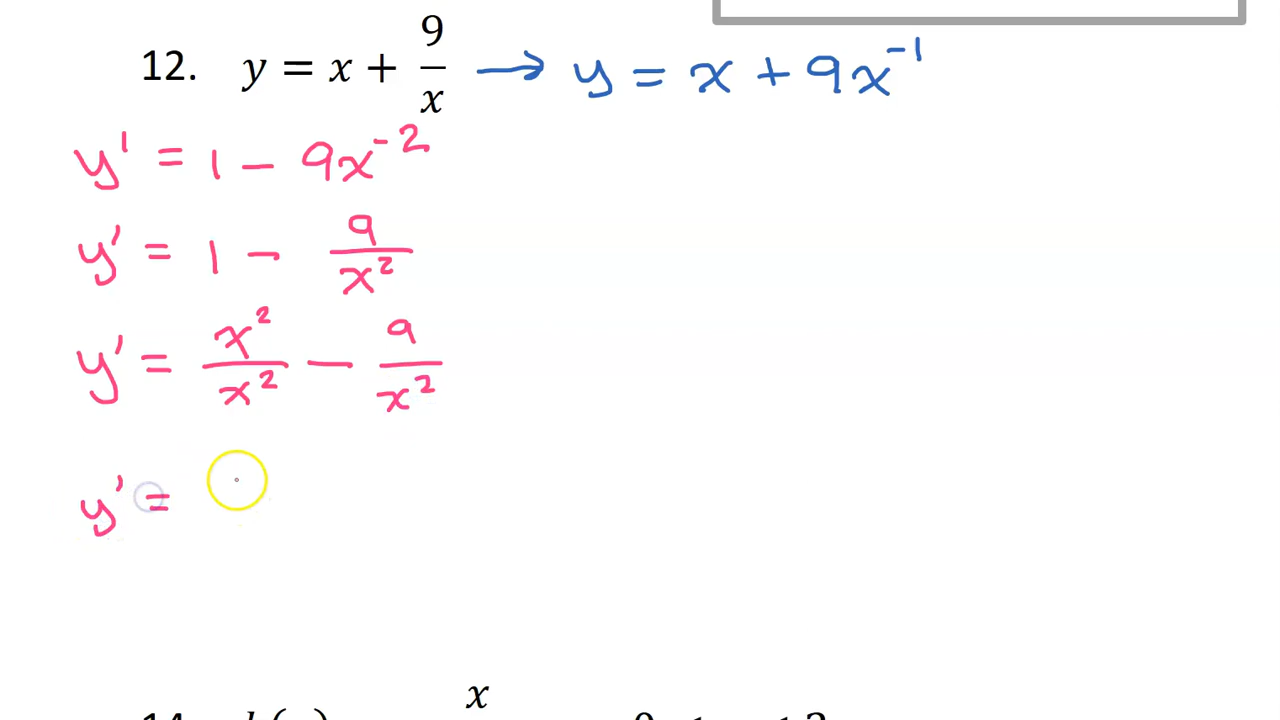 12. y = x + 9/x → y = x + 9x⁻¹
y' = 1 − 9x⁻²
y' = 1 − 9/x²
y' = x²/x² − 9/x²
y' =
x